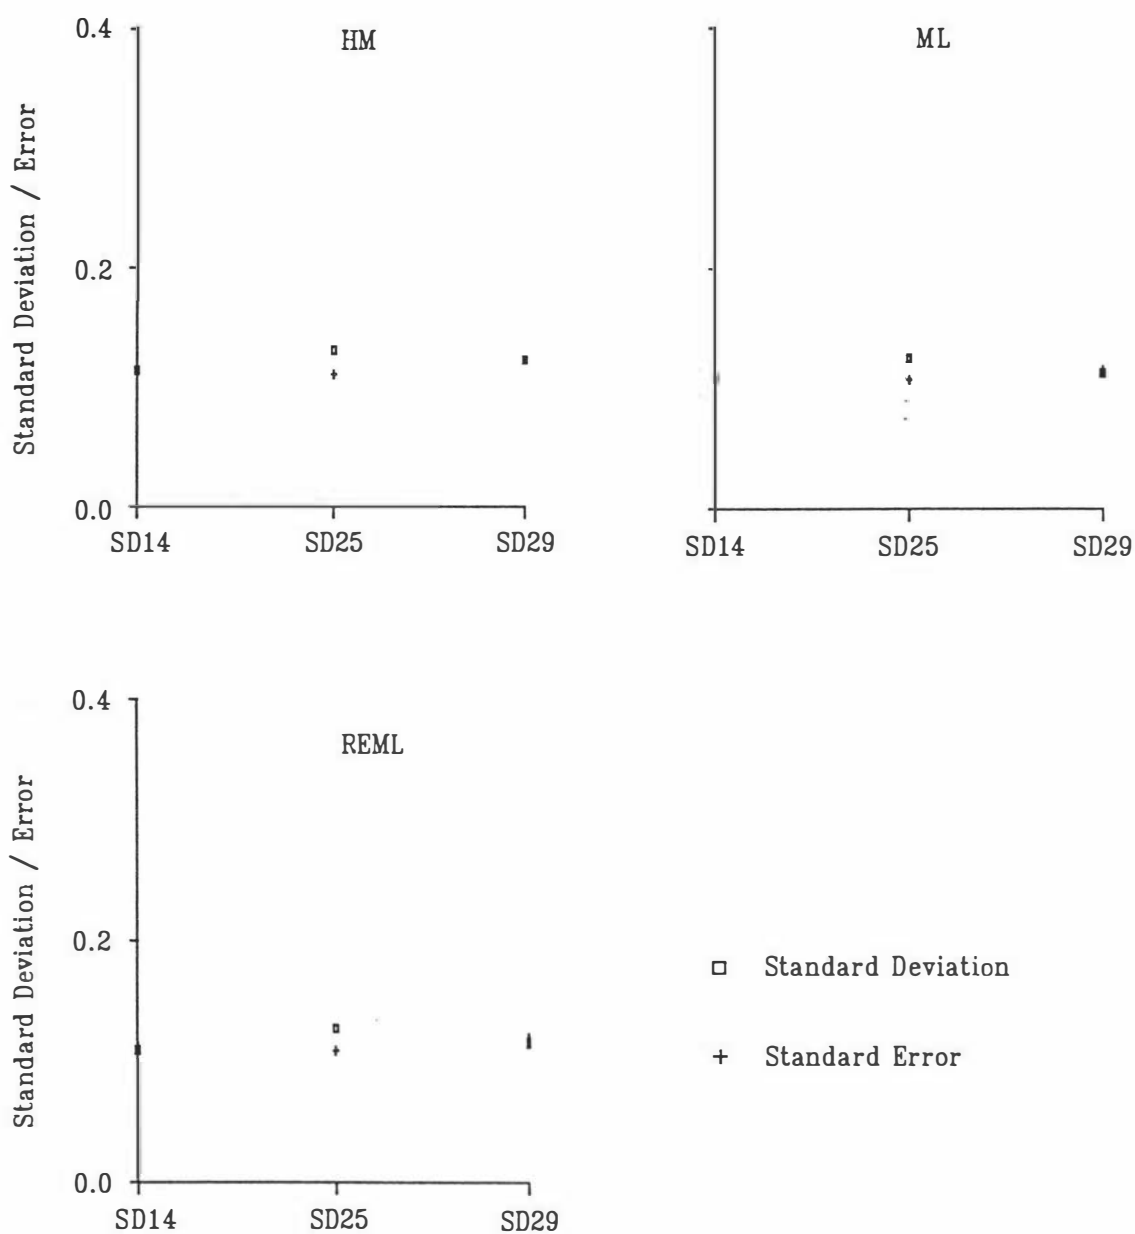 HM
Standard Deviation / Error
0.4
0.2
0.0
SD14
SD25
SD29
ML
SD14
SD25
SD29
REML
Standard Deviation / Error
0.4
0.2
0.0
SD14
SD25
SD29
Standard Deviation
Standard Error